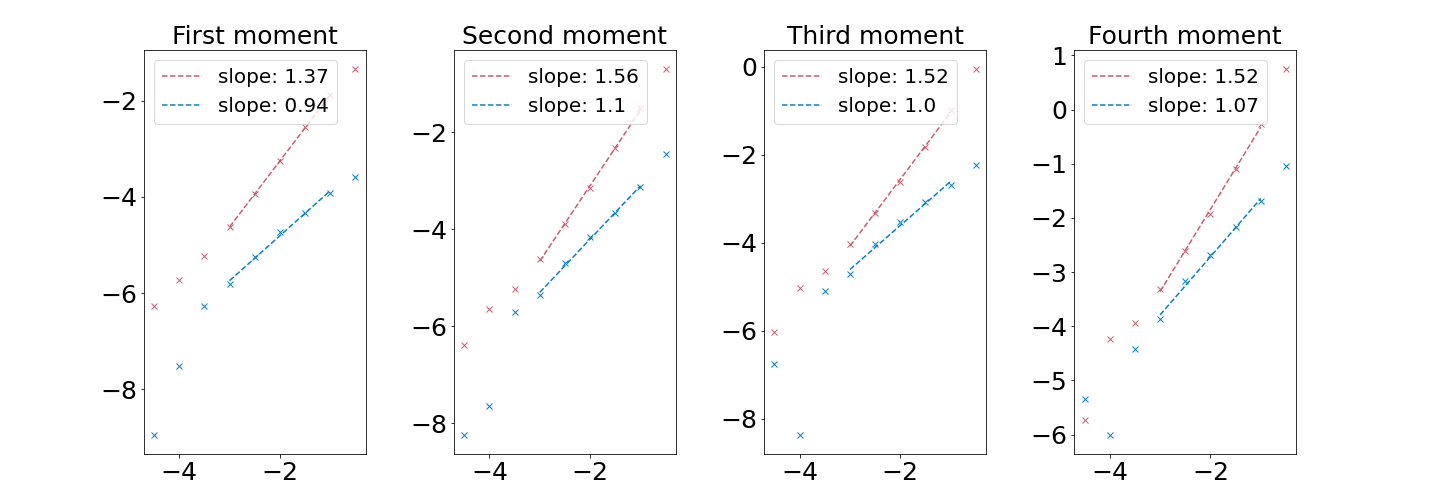 First moment
slope: 1.37
slope: 0.94
−2
−4
−6
−8
−4 −2
Second moment
slope: 1.56
slope: 1.1
−2
−4
−6
−8
−4 −2
Third moment
slope: 1.52
slope: 1.0
0
−2
−4
−6
−8
−4 −2
Fourth moment
slope: 1.52
slope: 1.07
1
0
−1
−2
−3
−4
−5
−6
−4 −2